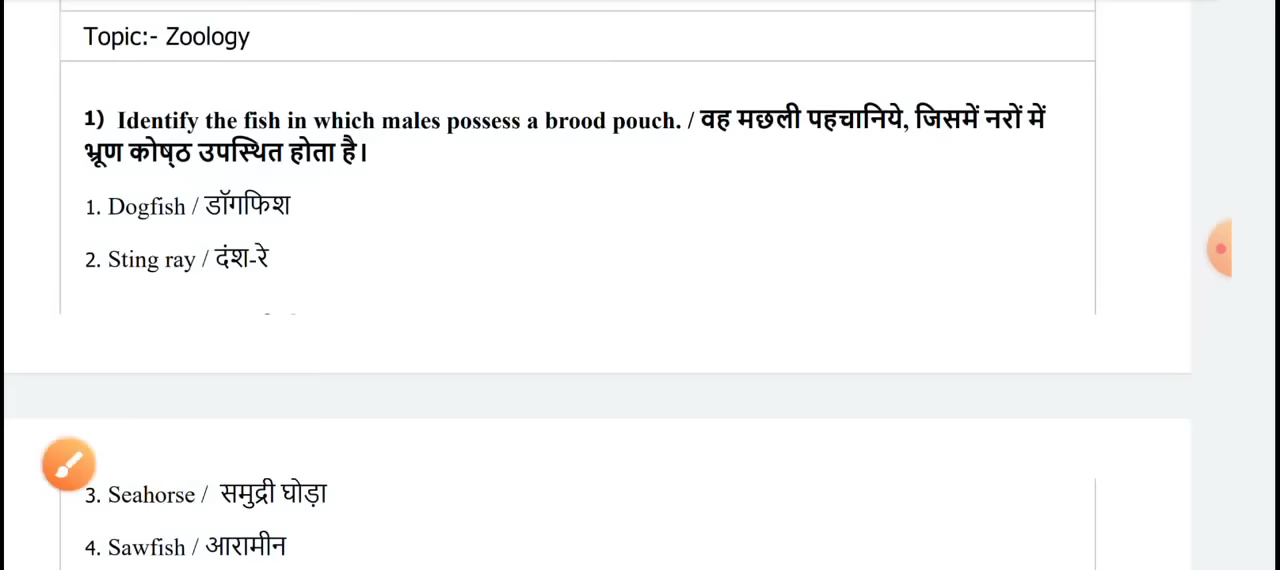 Topic:- Zoology
1) Identify the fish in which males possess a brood pouch. / वह मछली पहचानिये, जिसमें नरों में
भ्रूण कोष्ठ उपस्थित होता है।
1. Dogfish / डॉगफिश
2. Sting ray / दंश-रे
3. Seahorse / समुद्री घोड़ा
4. Sawfish / आरामीन